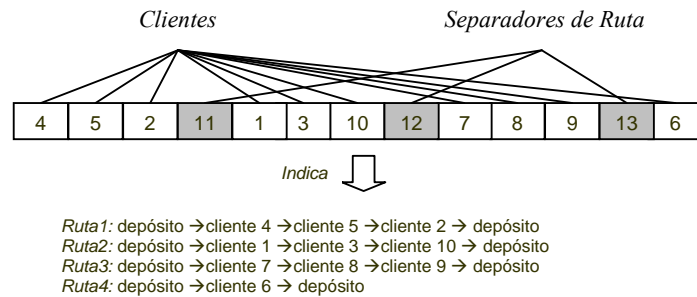 Clientes Separadores de Ruta
4 5 2 11 1 3 10 12 7 8 9 13 6
Indica
Ruta1: depósito →cliente 4 →cliente 5 →cliente 2 → depósito
Ruta2: depósito →cliente 1 →cliente 3 →cliente 10 → depósito
Ruta3: depósito →cliente 7 →cliente 8 →cliente 9 → depósito
Ruta4: depósito →cliente 6 → depósito